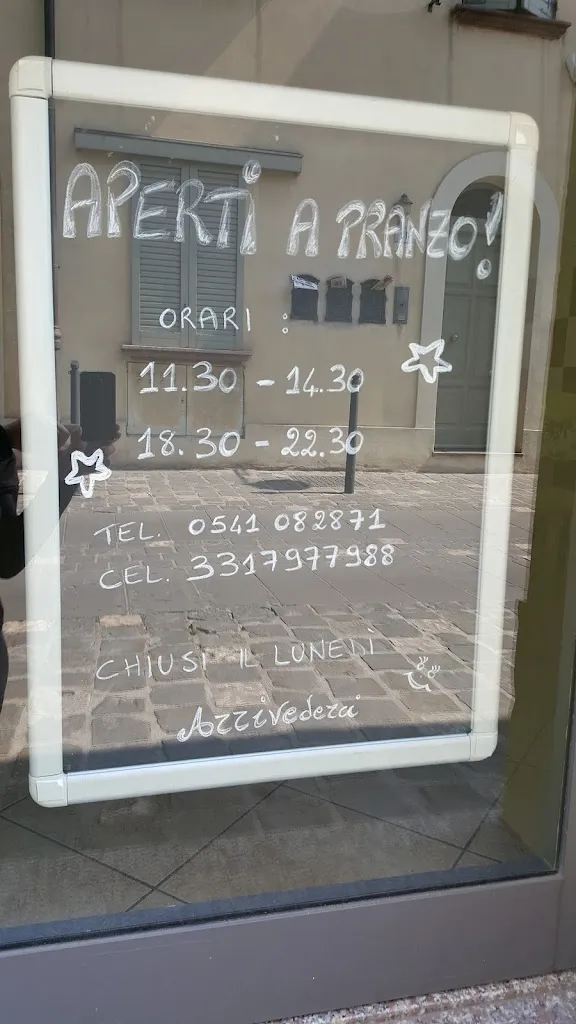 APERTI A PRANZO!
ORARI :
11.30 - 14.30
18.30 - 22.30
TEL. 0541 082871
CEL. 3317977988
CHIUSI IL LUNEDÌ
Arrivederci